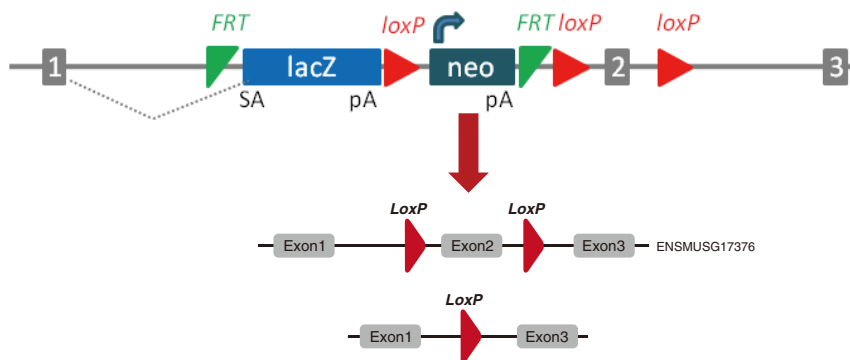 FRT loxP FRT loxP loxP
1 lacZ neo 2 3
SA pA pA
LoxP LoxP
Exon1 Exon2 Exon3 ENSMUSG17376
LoxP
Exon1 Exon3